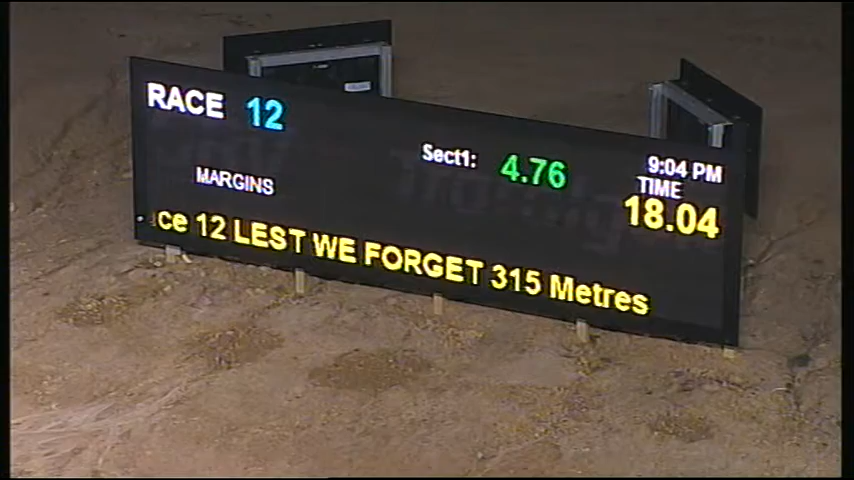 RACE 12
Sect1: 4.76
9:04 PM
TIME
18.04
MARGINS
ce 12 LEST WE FORGET 315 Metres